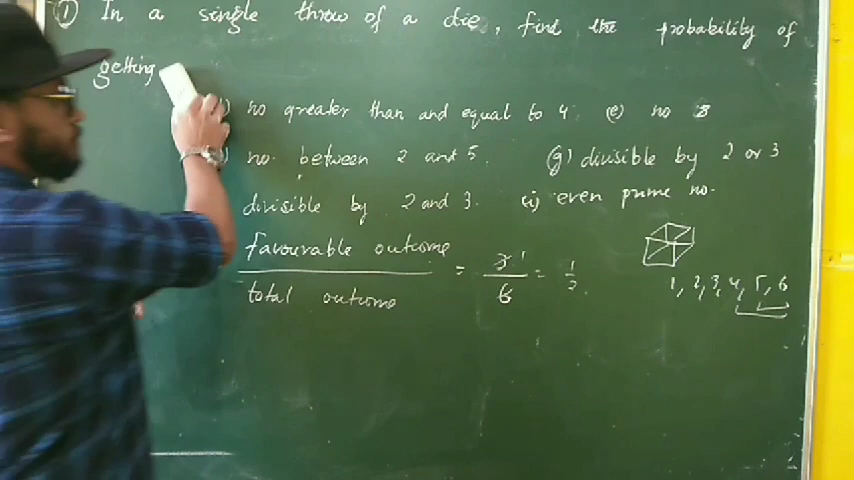 ① In a single throw of a die, find the probability of
getting
) no greater than and equal to 4. (e) no 8
) no. between 2 and 5. (g) divisible by 2 or 3
divisible by 2 and 3. (i) even prime no.
favourable outcome / total outcome = 3 1 / 6 = 1 / 2.
1, 2, 3, 4, 5, 6